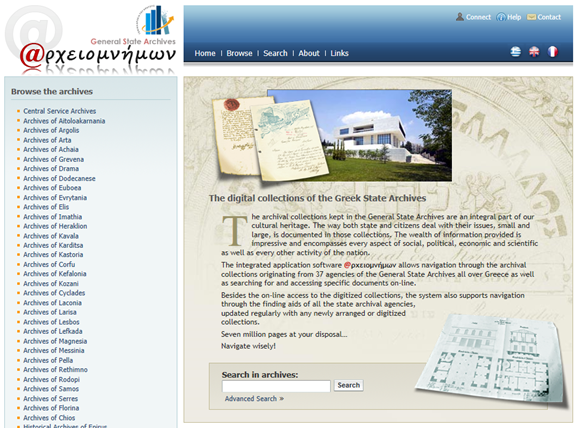 General State Archives
@ρχειομνήμων
Connect Help Contact
Home | Browse | Search | About | Links
Browse the archives
Central Service Archives
Archives of Aitoloakarnania
Archives of Argolis
Archives of Arta
Archives of Achaia
Archives of Grevena
Archives of Drama
Archives of Dodecanese
Archives of Euboea
Archives of Evrytania
Archives of Elis
Archives of Imathia
Archives of Heraklion
Archives of Kavala
Archives of Karditsa
Archives of Kastoria
Archives of Corfu
Archives of Kefalonia
Archives of Kozani
Archives of Cyclades
Archives of Laconia
Archives of Larisa
Archives of Lesbos
Archives of Lefkada
Archives of Magnesia
Archives of Messinia
Archives of Pella
Archives of Rethimno
Archives of Rodopi
Archives of Samos
Archives of Serres
Archives of Florina
Archives of Chios
Historical Archives of Epirus
The digital collections of the Greek State Archives
The archival collections kept in the General State Archives are an integral part of our
cultural heritage. The way both state and citizens deal with their issues, small and
large, is documented in those collections. The wealth of information provided is
impressive and encompasses every aspect of social, political, economic and scientific
as well as every other activity of the nation.
The integrated application software @ρχειομνήμων allows navigation through the archival
collections originating from 37 agencies of the General State Archives all over Greece as well
as searching for and accessing specific documents on-line.
Besides the on-line access to the digitized collections, the system also supports navigation
through the finding aids of all the state archival agencies,
updated regularly with any newly arranged or digitized
collections.
Seven million pages at your disposal...
Navigate wisely!
Search in archives:
Search
Advanced Search »